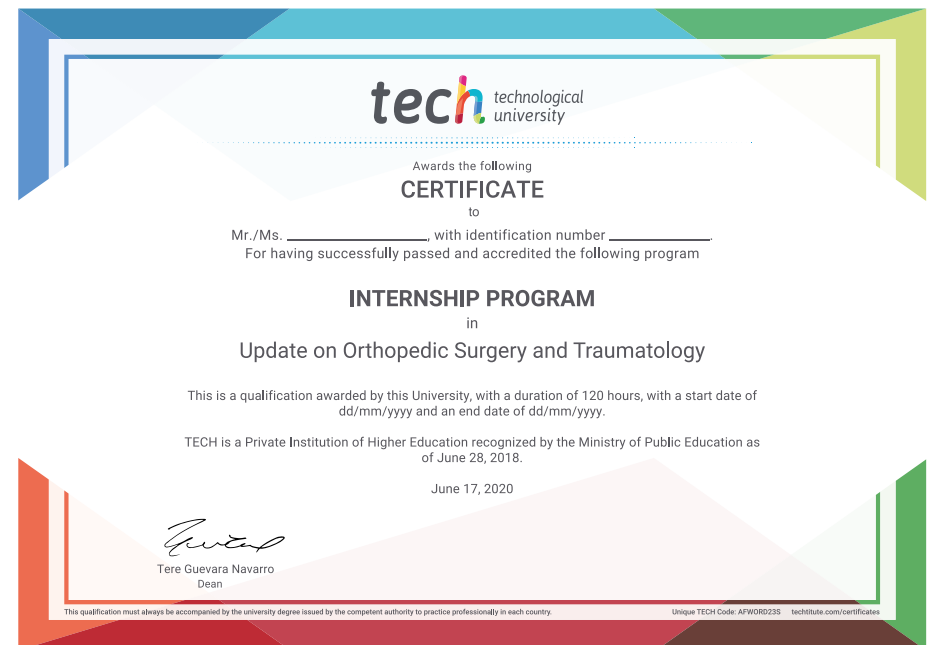 tech technological
university
Awards the following
CERTIFICATE
to
Mr./Ms. ____________, with identification number ____________.
For having successfully passed and accredited the following program
INTERNSHIP PROGRAM
in
Update on Orthopedic Surgery and Traumatology
This is a qualification awarded by this University, with a duration of 120 hours, with a start date of
dd/mm/yyyy and an end date of dd/mm/yyyy.
TECH is a Private Institution of Higher Education recognized by the Ministry of Public Education as
of June 28, 2018.
June 17, 2020
Tere Guevara Navarro
Dean
This qualification must always be accompanied by the university degree issued by the competent authority to practice professionally in each country.
Unique TECH Code: AFWORD23S techtitute.com/certificates